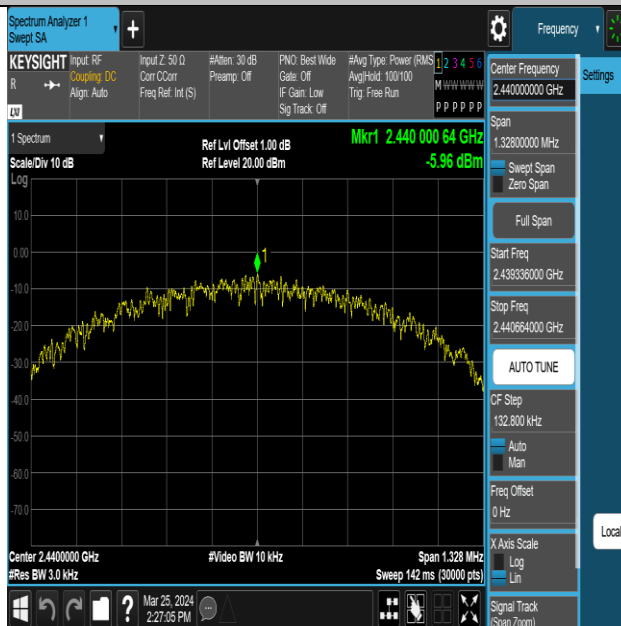 Spectrum Analyzer 1
Swept SA
Frequency
KEYSIGHT
R
LXI
Input: RF
Coupling: DC
Align: Auto
Input Z: 50 Ω
Corr CCorr
Freq Ref: Int (S)
#Atten: 30 dB
Preamp: Off
PNO: Best Wide
Gate: Off
IF Gain: Low
Sig Track: Off
#Avg Type: Power (RMS
Avg|Hold: 100/100
Trig: Free Run
1 2 3 4 5 6
M W W W W W
P P P P P P
1 Spectrum
Scale/Div 10 dB
Log
Ref Lvl Offset 1.00 dB
Ref Level 20.00 dBm
Mkr1 2.440 000 64 GHz
-5.96 dBm
10.0
0.00
-10.0
-20.0
-30.0
-40.0
-50.0
-60.0
-70.0
1
Center 2.4400000 GHz
#Res BW 3.0 kHz
#Video BW 10 kHz
Span 1.328 MHz
Sweep 142 ms (30000 pts)
?
Mar 25, 2024
2:27:05 PM
Center Frequency
2.440000000 GHz
Settings
Span
1.32800000 MHz
Swept Span
Zero Span
Full Span
Start Freq
2.439336000 GHz
Stop Freq
2.440664000 GHz
AUTO TUNE
CF Step
132.800 kHz
Auto
Man
Freq Offset
0 Hz
Local
X Axis Scale
Log
Lin
Signal Track
(Span Zoom)